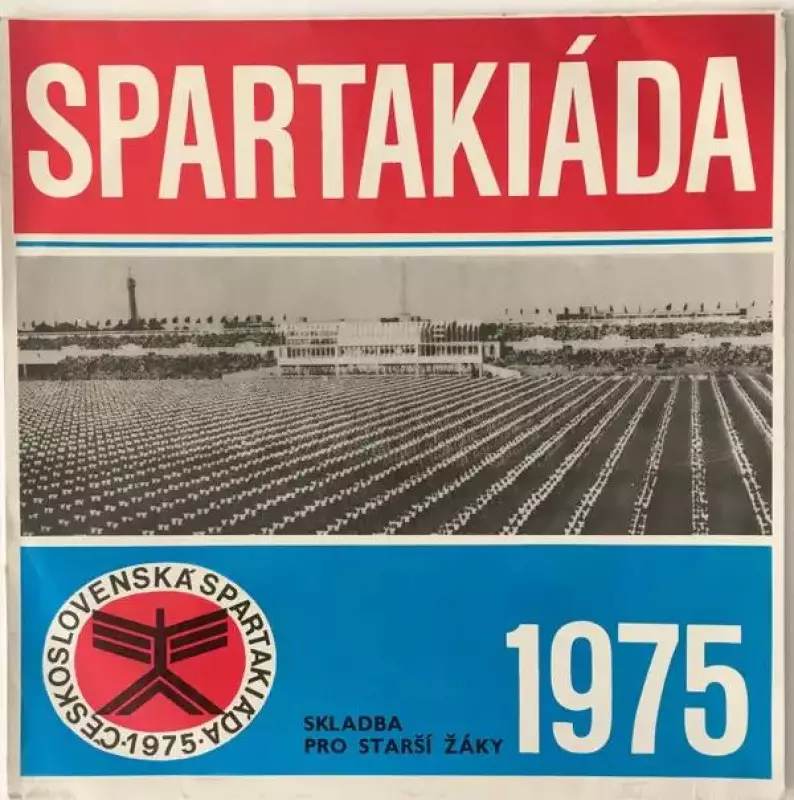 SPARTAKIÁDA
ČESKOSLOVENSKÁ SPARTAKIÁDA
·1975·
SKLADBA
PRO STARŠÍ ŽÁKY
1975